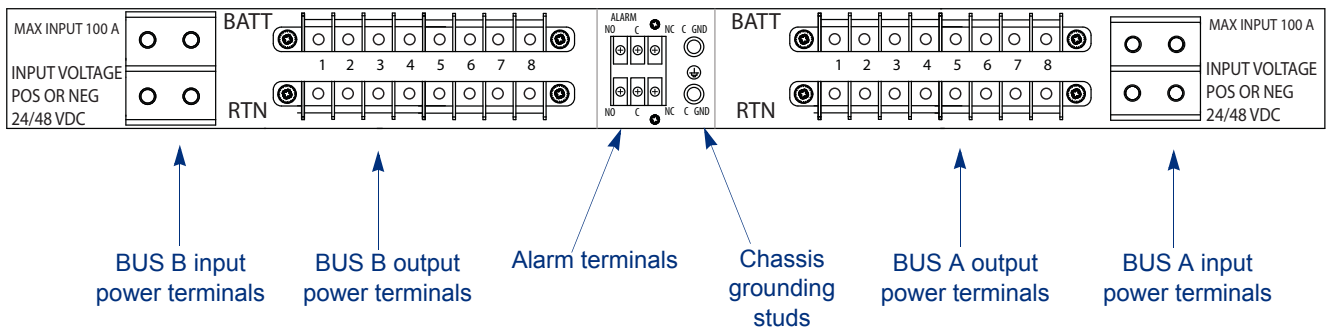 MAX INPUT 100 A
INPUT VOLTAGE
POS OR NEG
24/48 VDC
BATT
1 2 3 4 5 6 7 8
RTN
ALARM
NO C NC C GND
NO C NC C GND
BATT
1 2 3 4 5 6 7 8
RTN
MAX INPUT 100 A
INPUT VOLTAGE
POS OR NEG
24/48 VDC
BUS B input
power terminals
BUS B output
power terminals
Alarm terminals
Chassis
grounding
studs
BUS A output
power terminals
BUS A input
power terminals